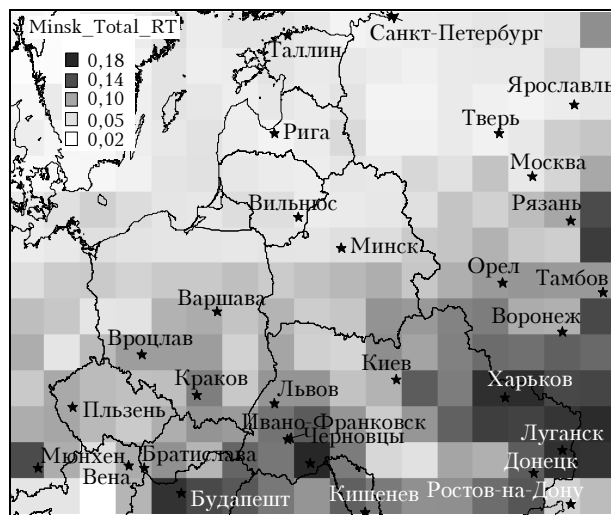 Minsk_Total_RT
0,18
0,14
0,10
0,05
0,02
Санкт-Петербург
Таллин
Ярославль
Тверь
Рига
Москва
Вильнюс
Рязань
Минск
Орел
Тамбов
Варшава
Воронеж
Вроцлав
Киев
Краков
Львов
Харьков
Пльзень
Ивано-Франковск
Черновцы
Луганск
Мюнхен
Братислава
Вена
Донецк
Будапешт
Кишенев
Ростов-на-Дону